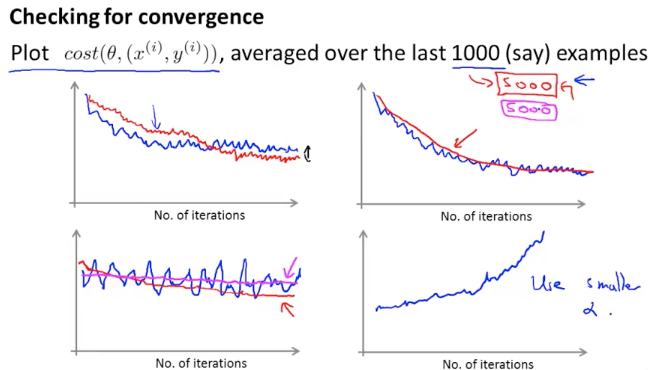 Checking for convergence
Plot cost(θ, (x^{(i)}, y^{(i)})), averaged over the last 1000 (say) examples
5000
5000
No. of iterations
No. of iterations
Use smaller
α.
No. of iterations
No. of iterations